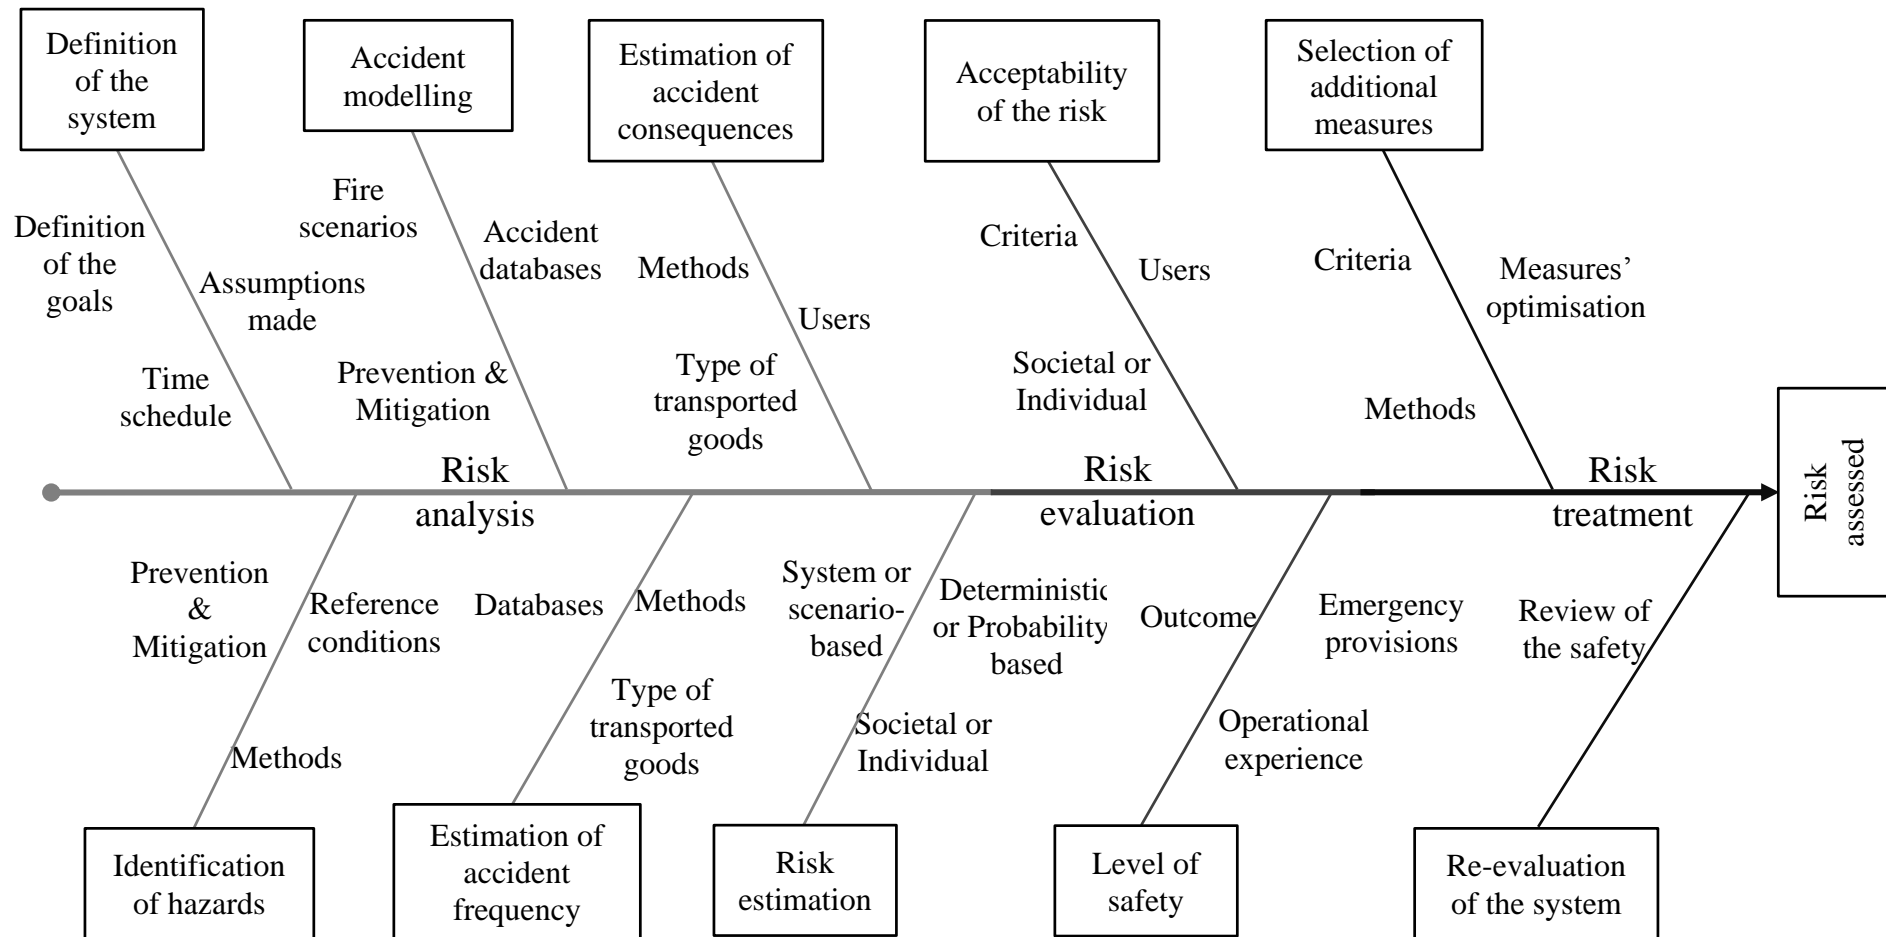 Definition
of the
system
Accident
modelling
Estimation of
accident
consequences
Acceptability
of the risk
Selection of
additional
measures
Definition
of the
goals
Assumptions
made
Time
schedule
Fire
scenarios
Accident
databases
Prevention &
Mitigation
Methods
Users
Type of
transported
goods
Criteria
Users
Societal or
Individual
Criteria
Measures’
optimisation
Methods
Risk
analysis
Risk
evaluation
Risk
treatment
Risk
assessed
Prevention
&
Mitigation
Reference
conditions
Methods
Databases
Methods
Type of
transported
goods
System or
scenario-
based
Deterministic
or Probability
based
Societal or
Individual
Outcome
Operational
experience
Emergency
provisions
Review of
the safety
Identification
of hazards
Estimation of
accident
frequency
Risk
estimation
Level of
safety
Re-evaluation
of the system